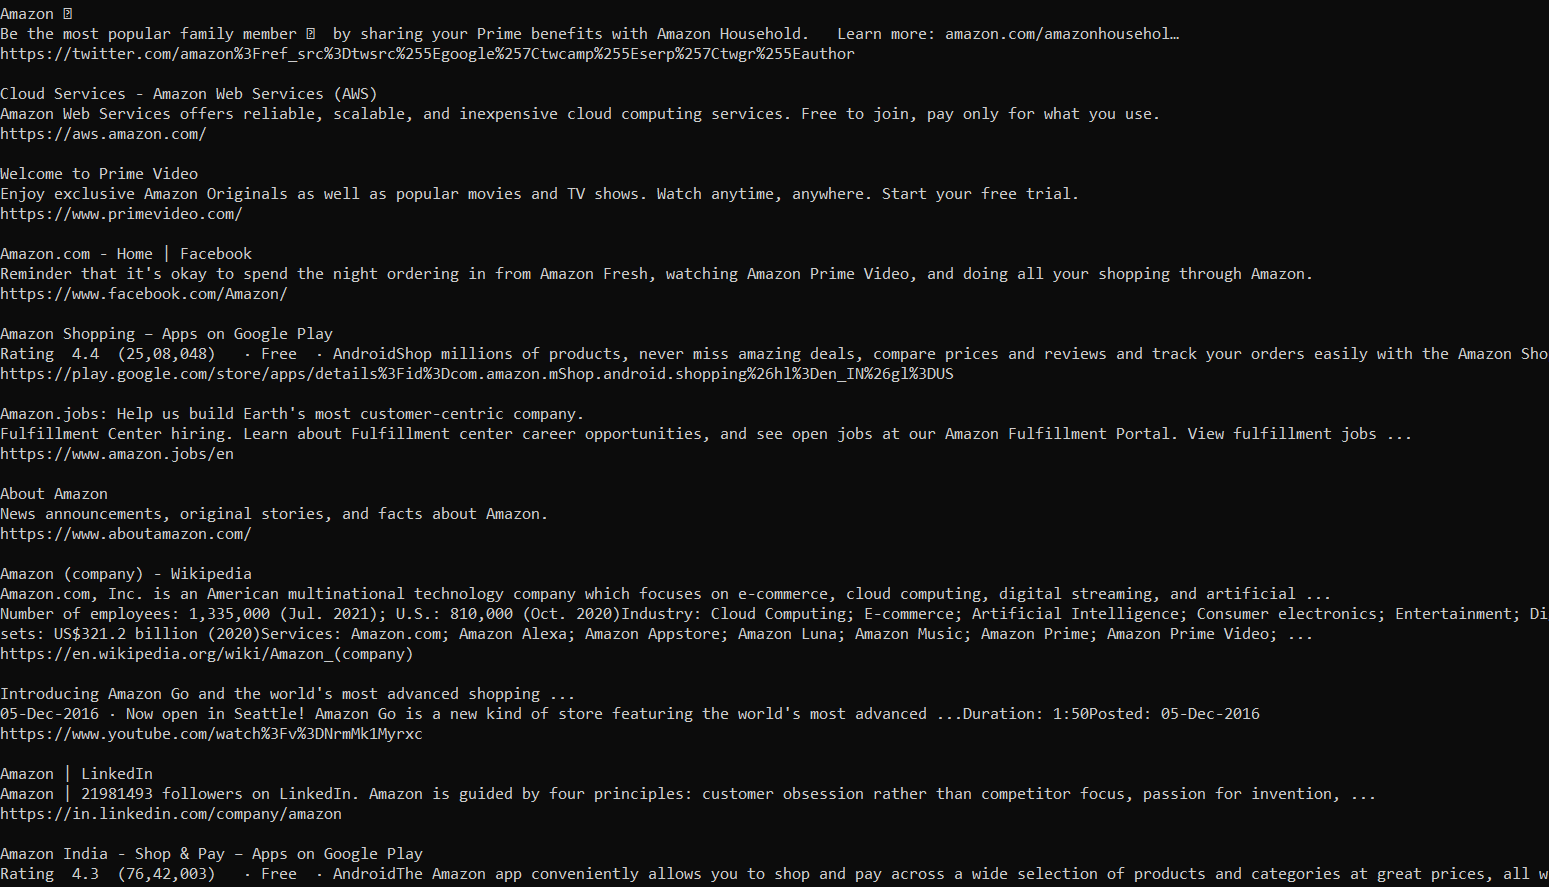 Amazon
Be the most popular family member   by sharing your Prime benefits with Amazon Household.   Learn more: amazon.com/amazonhousehol…
https://twitter.com/amazon%3Fref_src%3Dtwsrc%255Egoogle%257Ctwcamp%255Eserp%257Ctwgr%255Eauthor
Cloud Services - Amazon Web Services (AWS)
Amazon Web Services offers reliable, scalable, and inexpensive cloud computing services. Free to join, pay only for what you use.
https://aws.amazon.com/
Welcome to Prime Video
Enjoy exclusive Amazon Originals as well as popular movies and TV shows. Watch anytime, anywhere. Start your free trial.
https://www.primevideo.com/
Amazon.com - Home | Facebook
Reminder that it's okay to spend the night ordering in from Amazon Fresh, watching Amazon Prime Video, and doing all your shopping through Amazon.
https://www.facebook.com/Amazon/
Amazon Shopping – Apps on Google Play
Rating  4.4  (25,08,048)   · Free  · AndroidShop millions of products, never miss amazing deals, compare prices and reviews and track your orders easily with the Amazon Sho
https://play.google.com/store/apps/details%3Fid%3Dcom.amazon.mShop.android.shopping%26hl%3Den_IN%26gl%3DUS
Amazon.jobs: Help us build Earth's most customer-centric company.
Fulfillment Center hiring. Learn about Fulfillment center career opportunities, and see open jobs at our Amazon Fulfillment Portal. View fulfillment jobs ...
https://www.amazon.jobs/en
About Amazon
News announcements, original stories, and facts about Amazon.
https://www.aboutamazon.com/
Amazon (company) - Wikipedia
Amazon.com, Inc. is an American multinational technology company which focuses on e-commerce, cloud computing, digital streaming, and artificial ...
Number of employees: 1,335,000 (Jul. 2021); U.S.: 810,000 (Oct. 2020)Industry: Cloud Computing; E-commerce; Artificial Intelligence; Consumer electronics; Entertainment; Di
sets: US$321.2 billion (2020)Services: Amazon.com; Amazon Alexa; Amazon Appstore; Amazon Luna; Amazon Music; Amazon Prime; Amazon Prime Video; ...
https://en.wikipedia.org/wiki/Amazon_(company)
Introducing Amazon Go and the world's most advanced shopping ...
05-Dec-2016 · Now open in Seattle! Amazon Go is a new kind of store featuring the world's most advanced ...Duration: 1:50Posted: 05-Dec-2016
https://www.youtube.com/watch%3Fv%3DNrmMk1Myrxc
Amazon | LinkedIn
Amazon | 21981493 followers on LinkedIn. Amazon is guided by four principles: customer obsession rather than competitor focus, passion for invention, ...
https://in.linkedin.com/company/amazon
Amazon India - Shop & Pay – Apps on Google Play
Rating  4.3  (76,42,003)   · Free  · AndroidThe Amazon app conveniently allows you to shop and pay across a wide selection of products and categories at great prices, all w